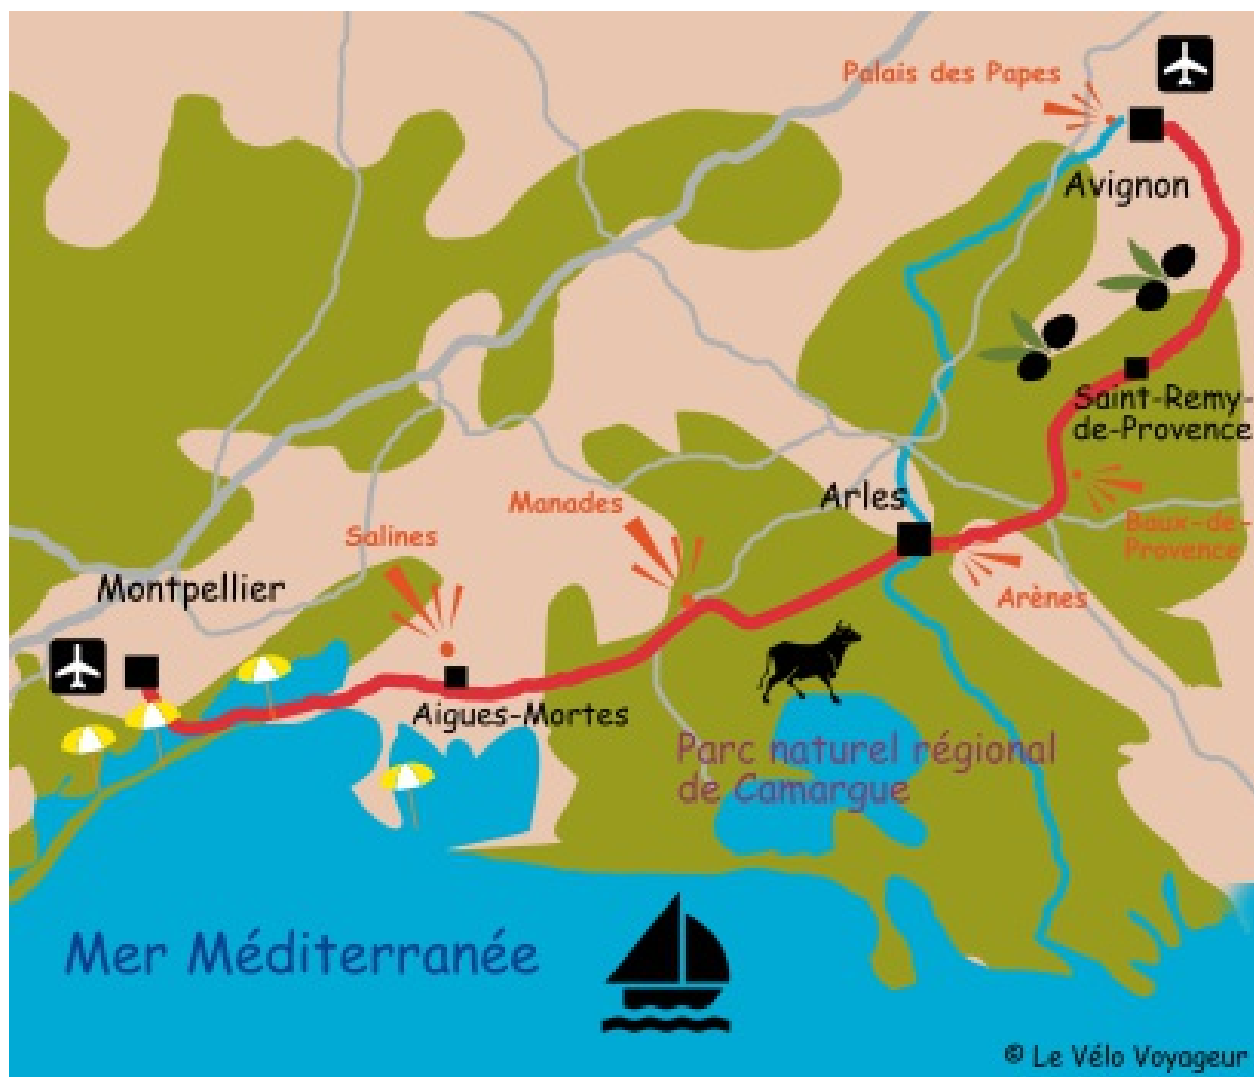 Palais des Papes
Avignon
Saint-Remy-
de-Provence
Arles
Manades
Salines
Baux-de-
Provence
Montpellier
Arènes
Aigues-Mortes
Parc naturel régional
de Camargue
Mer Méditerranée
© Le Vélo Voyageur